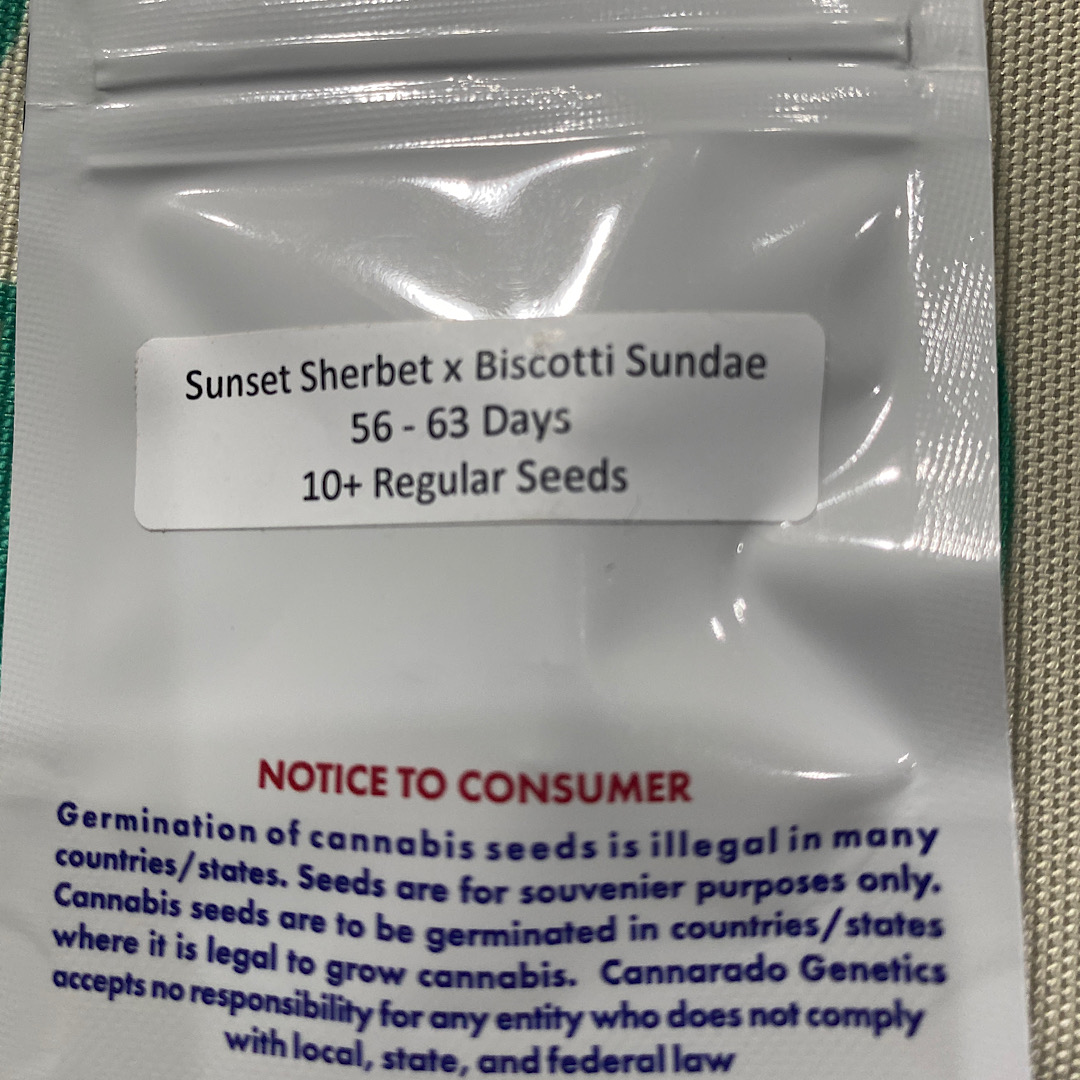 Sunset Sherbet x Biscotti Sundae
56 - 63 Days
10+ Regular Seeds
NOTICE TO CONSUMER
Germination of cannabis seeds is illegal in many
countries/states. Seeds are for souvenier purposes only.
Cannabis seeds are to be germinated in countries/states
where it is legal to grow cannabis. Cannarado Genetics
accepts no responsibility for any entity who does not comply
with local, state, and federal law